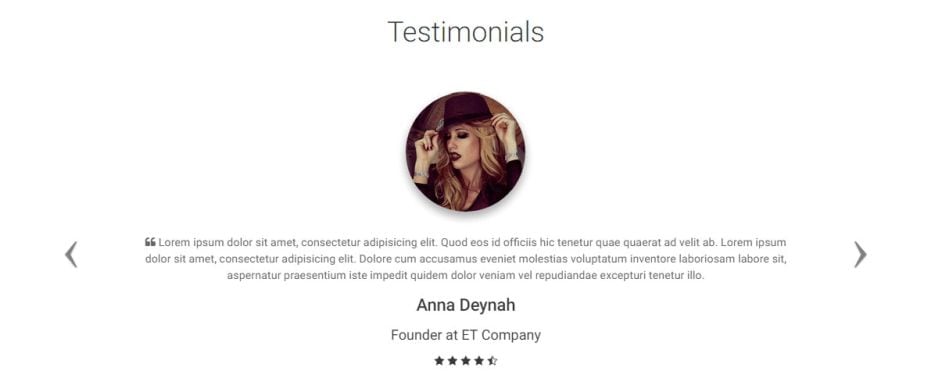 Testimonials
Lorem ipsum dolor sit amet, consectetur adipisicing elit. Quod eos id officiis hic tenetur quae quaerat ad velit ab. Lorem ipsum
dolor sit amet, consectetur adipisicing elit. Dolore cum accusamus eveniet molestias voluptatum inventore laboriosam labore sit,
aspernatur praesentium iste impedit quidem dolor veniam vel repudiandae excepturi tenetur illo.
Anna Deynah
Founder at ET Company